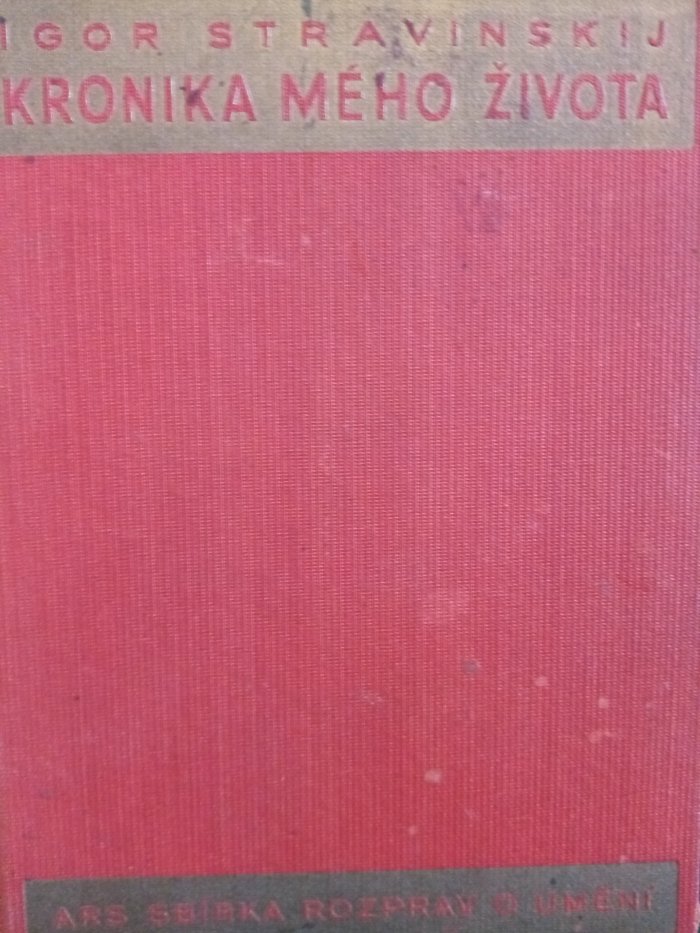 IGOR STRAVINSKIJ
KRONIKA MÉHO ŽIVOTA
ARS SBÍRKA ROZPRAV O UMĚNÍ